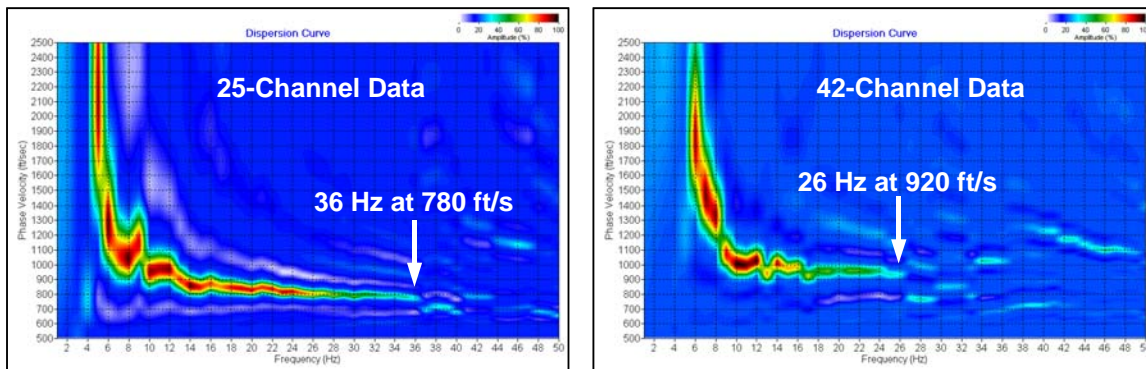 0 20 40 60 80 100
Amplitude (%)
Dispersion Curve
25-Channel Data
36 Hz at 780 ft/s
Phase Velocity (ft/sec)
2500
2400
2300
2200
2100
2000
1900
1800
1700
1600
1500
1400
1300
1200
1100
1000
900
800
700
600
500
2 4 6 8 10 12 14 16 18 20 22 24 26 28 30 32 34 36 38 40 42 44 46 48 50
Frequency (Hz)
0 20 40 60 80 100
Amplitude (%)
Dispersion Curve
42-Channel Data
26 Hz at 920 ft/s
Phase Velocity (ft/sec)
2500
2400
2300
2200
2100
2000
1900
1800
1700
1600
1500
1400
1300
1200
1100
1000
900
800
700
600
500
2 4 6 8 10 12 14 16 18 20 22 24 26 28 30 32 34 36 38 40 42 44 46 48 50
Frequency (Hz)